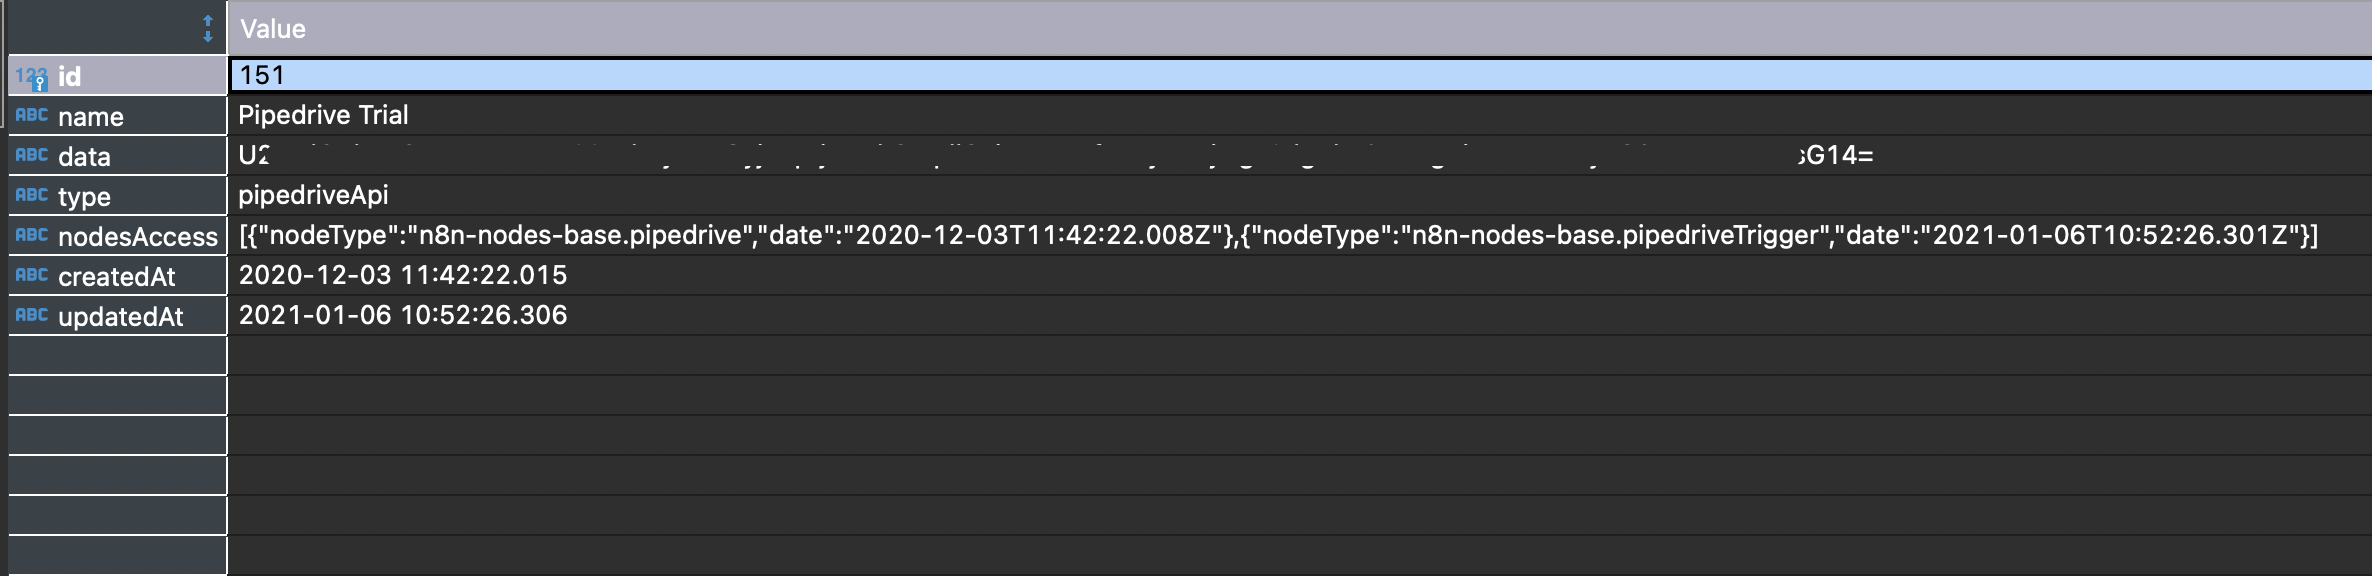 Value
123 id 151
ABC name Pipedrive Trial
ABC data U2 G14=
ABC type pipedriveApi
ABC nodesAccess [{"nodeType":"n8n-nodes-base.pipedrive","date":"2020-12-03T11:42:22.008Z"},{"nodeType":"n8n-nodes-base.pipedriveTrigger","date":"2021-01-06T10:52:26.301Z"}]
ABC createdAt 2020-12-03 11:42:22.015
ABC updatedAt 2021-01-06 10:52:26.306